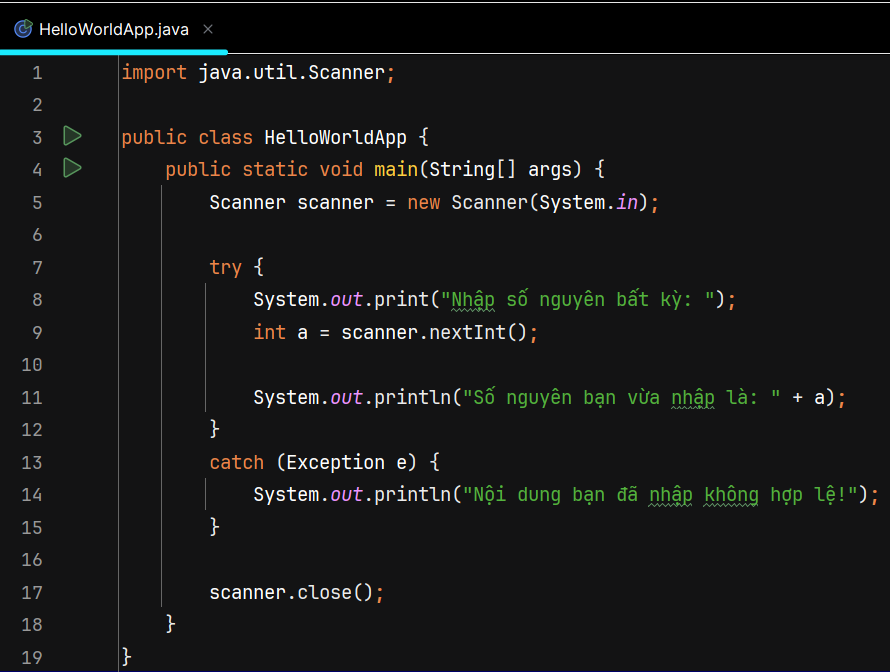 HelloWorldApp.java ×
1 import java.util.Scanner;
2
3 public class HelloWorldApp {
4     public static void main(String[] args) {
5         Scanner scanner = new Scanner(System.in);
6
7         try {
8             System.out.print("Nhập số nguyên bất kỳ: ");
9             int a = scanner.nextInt();
10
11             System.out.println("Số nguyên bạn vừa nhập là: " + a);
12         }
13         catch (Exception e) {
14             System.out.println("Nội dung bạn đã nhập không hợp lệ!");
15         }
16
17         scanner.close();
18     }
19 }